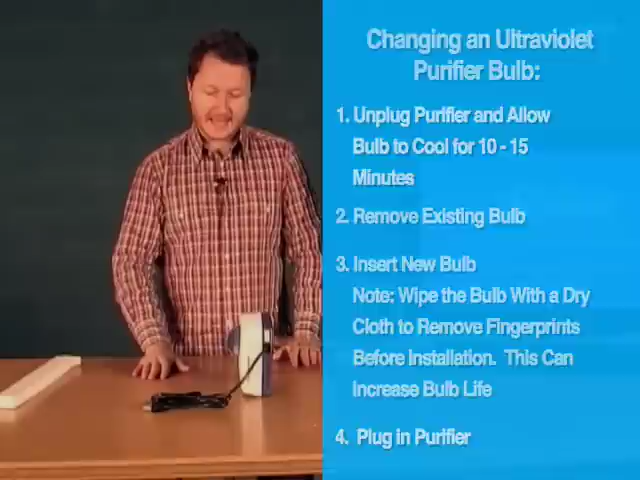 Changing an Ultraviolet
Purifier Bulb:
1. Unplug Purifier and Allow
Bulb to Cool for 10 - 15
Minutes
2. Remove Existing Bulb
3. Insert New Bulb
Note: Wipe the Bulb With a Dry
Cloth to Remove Fingerprints
Before Installation. This Can
Increase Bulb Life
4. Plug in Purifier